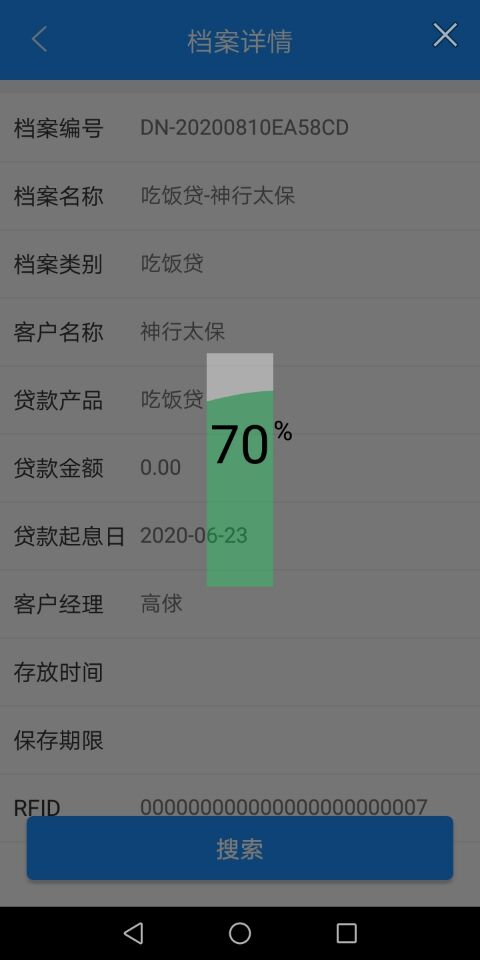 档案详情
档案编号 DN-20200810EA58CD
档案名称 吃饭贷-神行太保
档案类别 吃饭贷
客户名称 神行太保
贷款产品 吃饭贷
70%
贷款金额 0.00
贷款起息日 2020-06-23
客户经理 高俅
存放时间
保存期限
RFID 000000000000000000000007
搜索